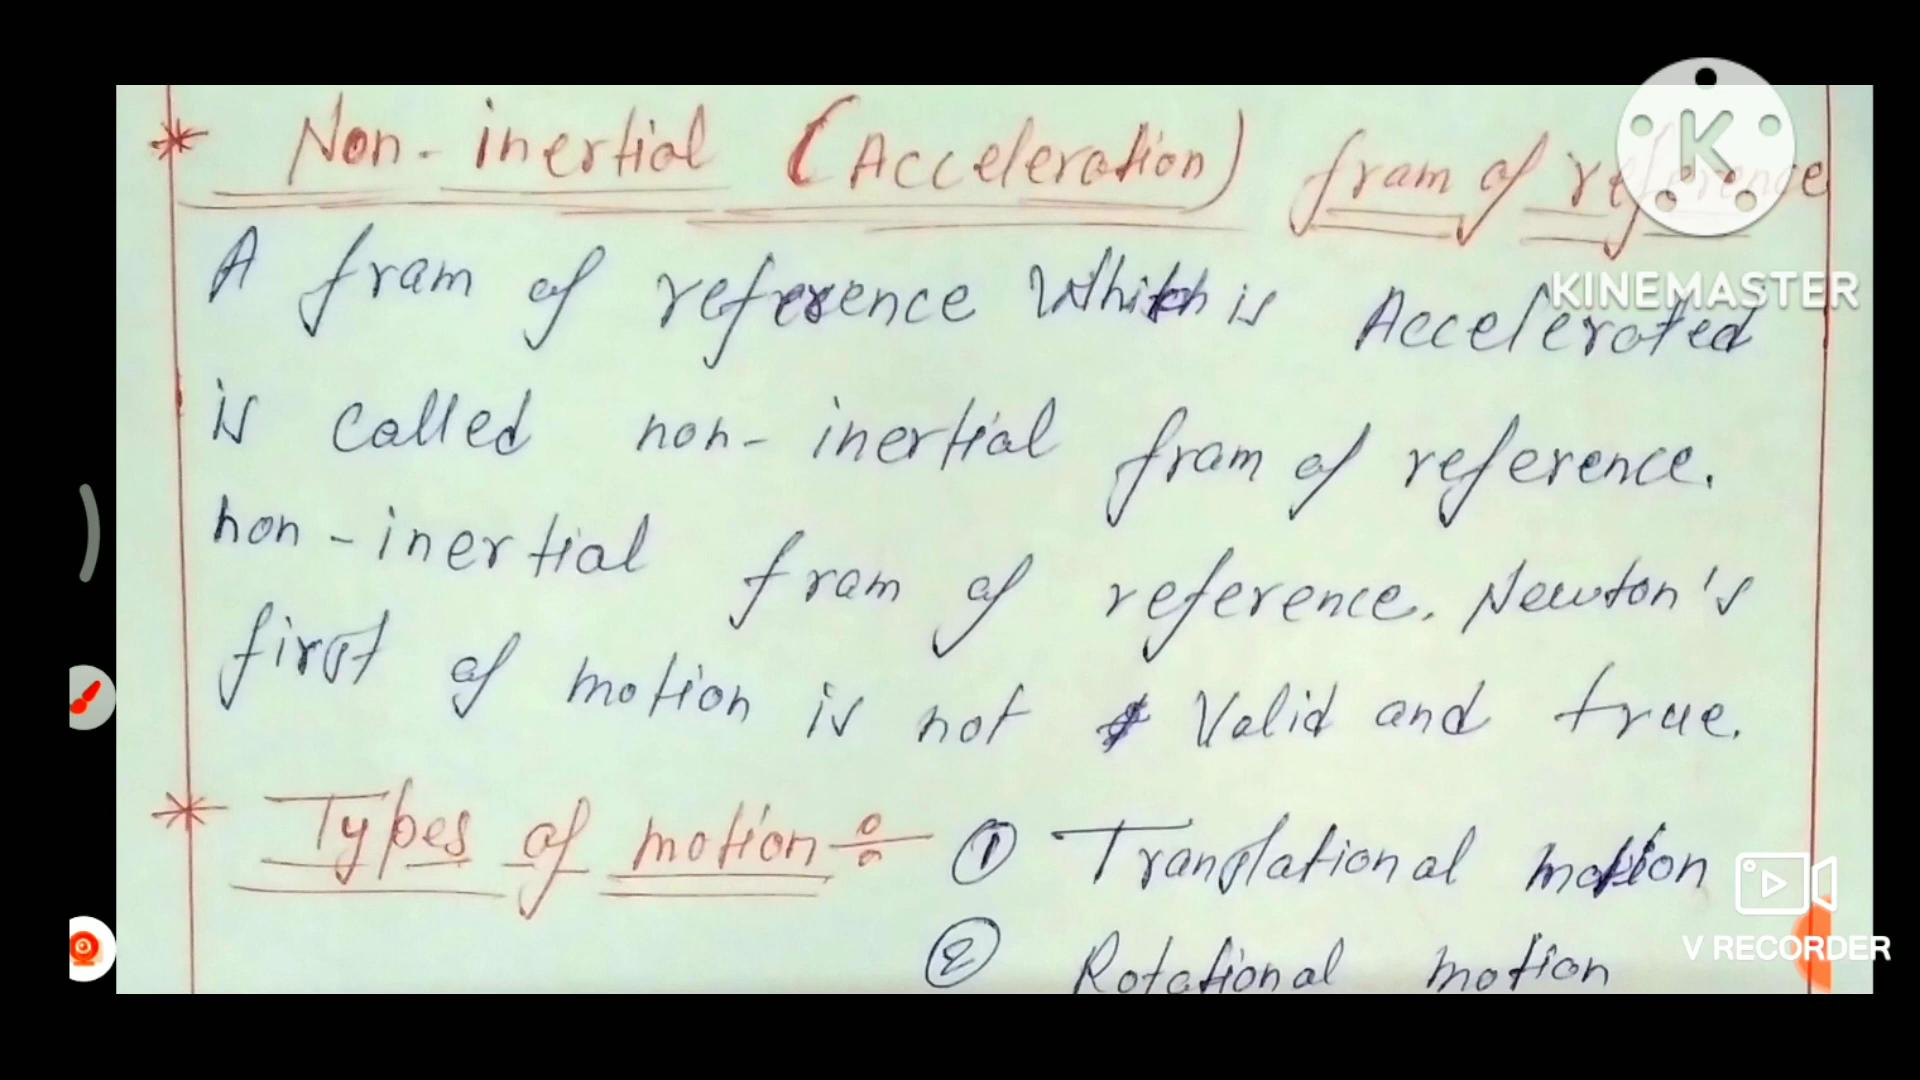 * Non-inertial (Acceleration) fram of reference
A fram of reference Which is Accelerated
is called non-inertial fram of reference.
non-inertial fram of reference. Newton's
first of motion is not Valid and true.
* Types of motion ÷ ① Translational motion
② Rotational motion
K
KINEMASTER
V RECORDER